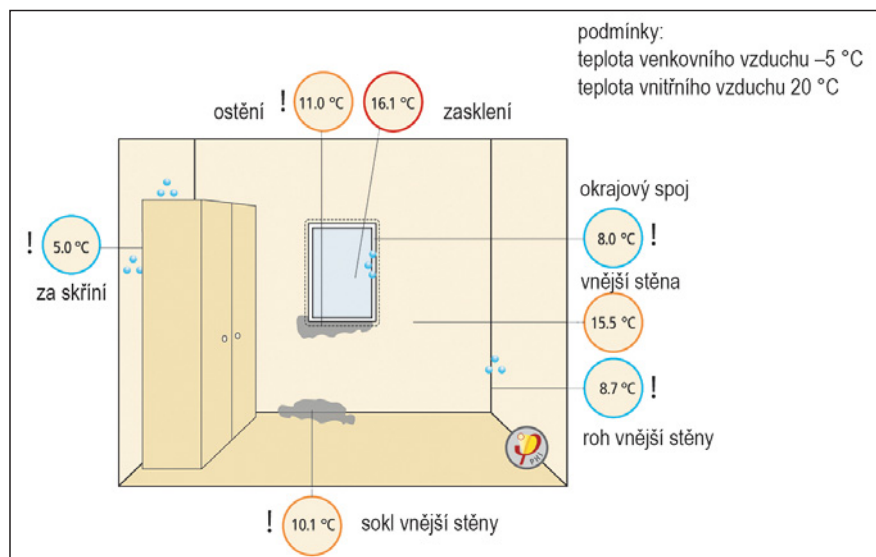 podmínky:
teplota venkovního vzduchu –5 °C
teplota vnitřního vzduchu 20 °C
ostění ! 11.0 °C 16.1 °C zasklení
okrajový spoj
8.0 °C !
! 5.0 °C
za skříní
vnější stěna
15.5 °C
8.7 °C !
roh vnější stěny
PHI
! 10.1 °C sokl vnější stěny